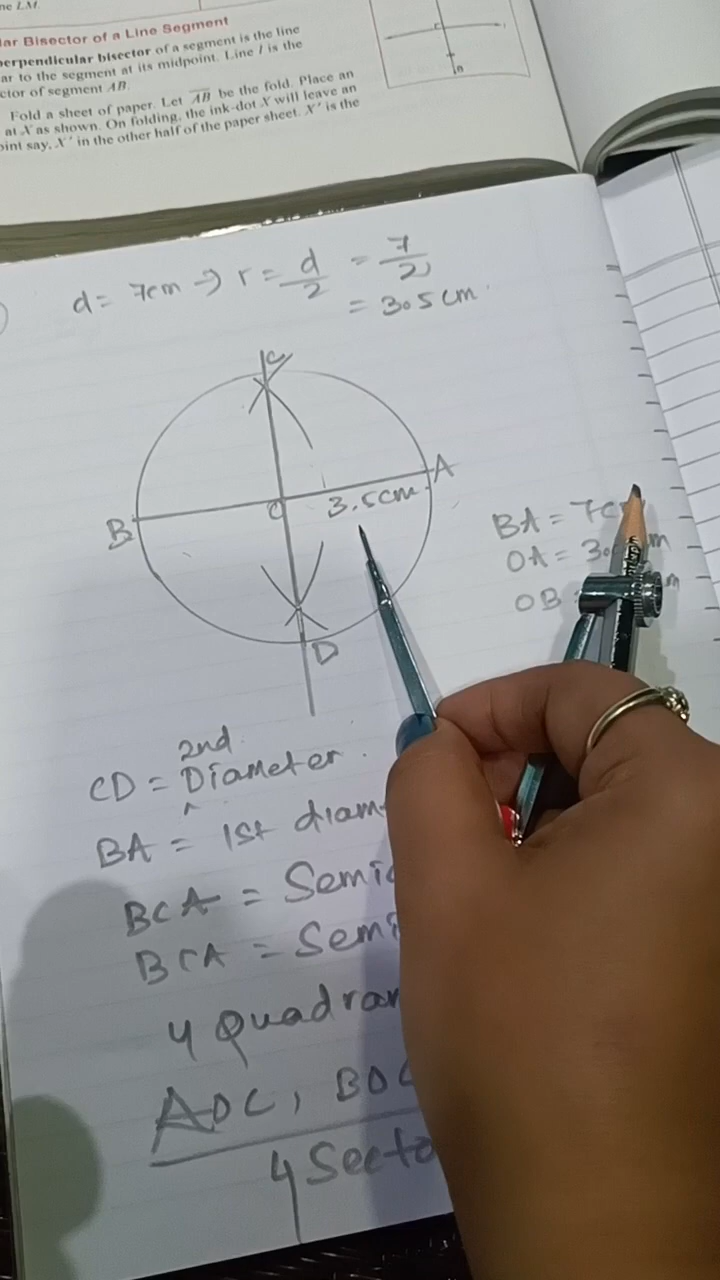 ne LM.
lar Bisector of a Line Segment
perpendicular bisector of a segment is the line
ar to the segment at its midpoint. Line l is the
ctor of segment AB.
Fold a sheet of paper. Let AB be the fold. Place an
at X as shown. On folding, the ink-dot X will leave an
oint say, X' in the other half of the paper sheet. X' is the
d = 7cm → r = d/2 = 7/2
= 3.5 cm
C
A
3.5cm
O
B
D
BA = 7c
OA = 3. m
OB = m
2nd
CD = Diameter.
^
BA = 1st diam
BCA = Semic
BCA = Semi
4 Quadran
AOC, BOC
4 Secto